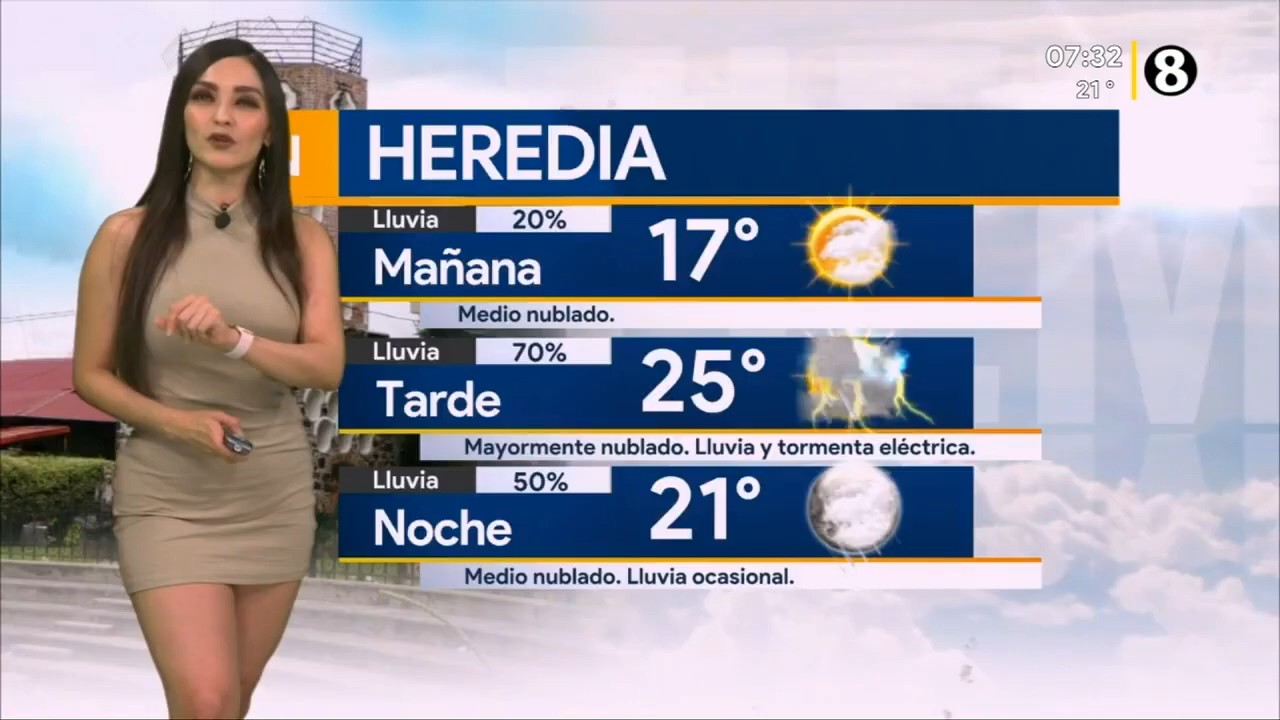 07:32
21°
8
HEREDIA
Lluvia 20%
Mañana 17°
Medio nublado.
Lluvia 70%
Tarde 25°
Mayormente nublado. Lluvia y tormenta eléctrica.
Lluvia 50%
Noche 21°
Medio nublado. Lluvia ocasional.